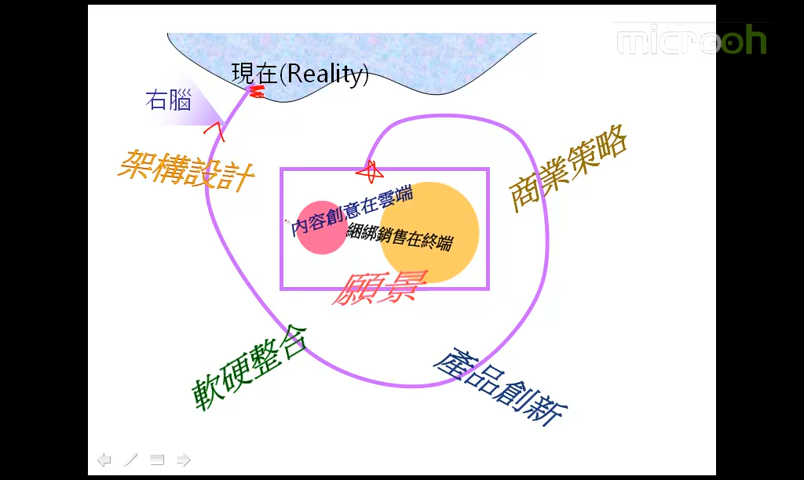 microoh
現在(Reality)
右腦
架構設計
商業策略
內容創意在雲端
綑綁銷售在終端
願景
軟硬整合
產品創新